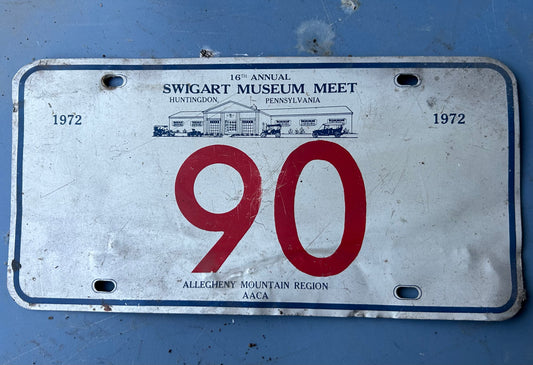 16TH ANNUAL
SWIGART MUSEUM MEET
HUNTINGDON, PENNSYLVANIA
1972 1972
90
ALLEGHENY MOUNTAIN REGION
AACA